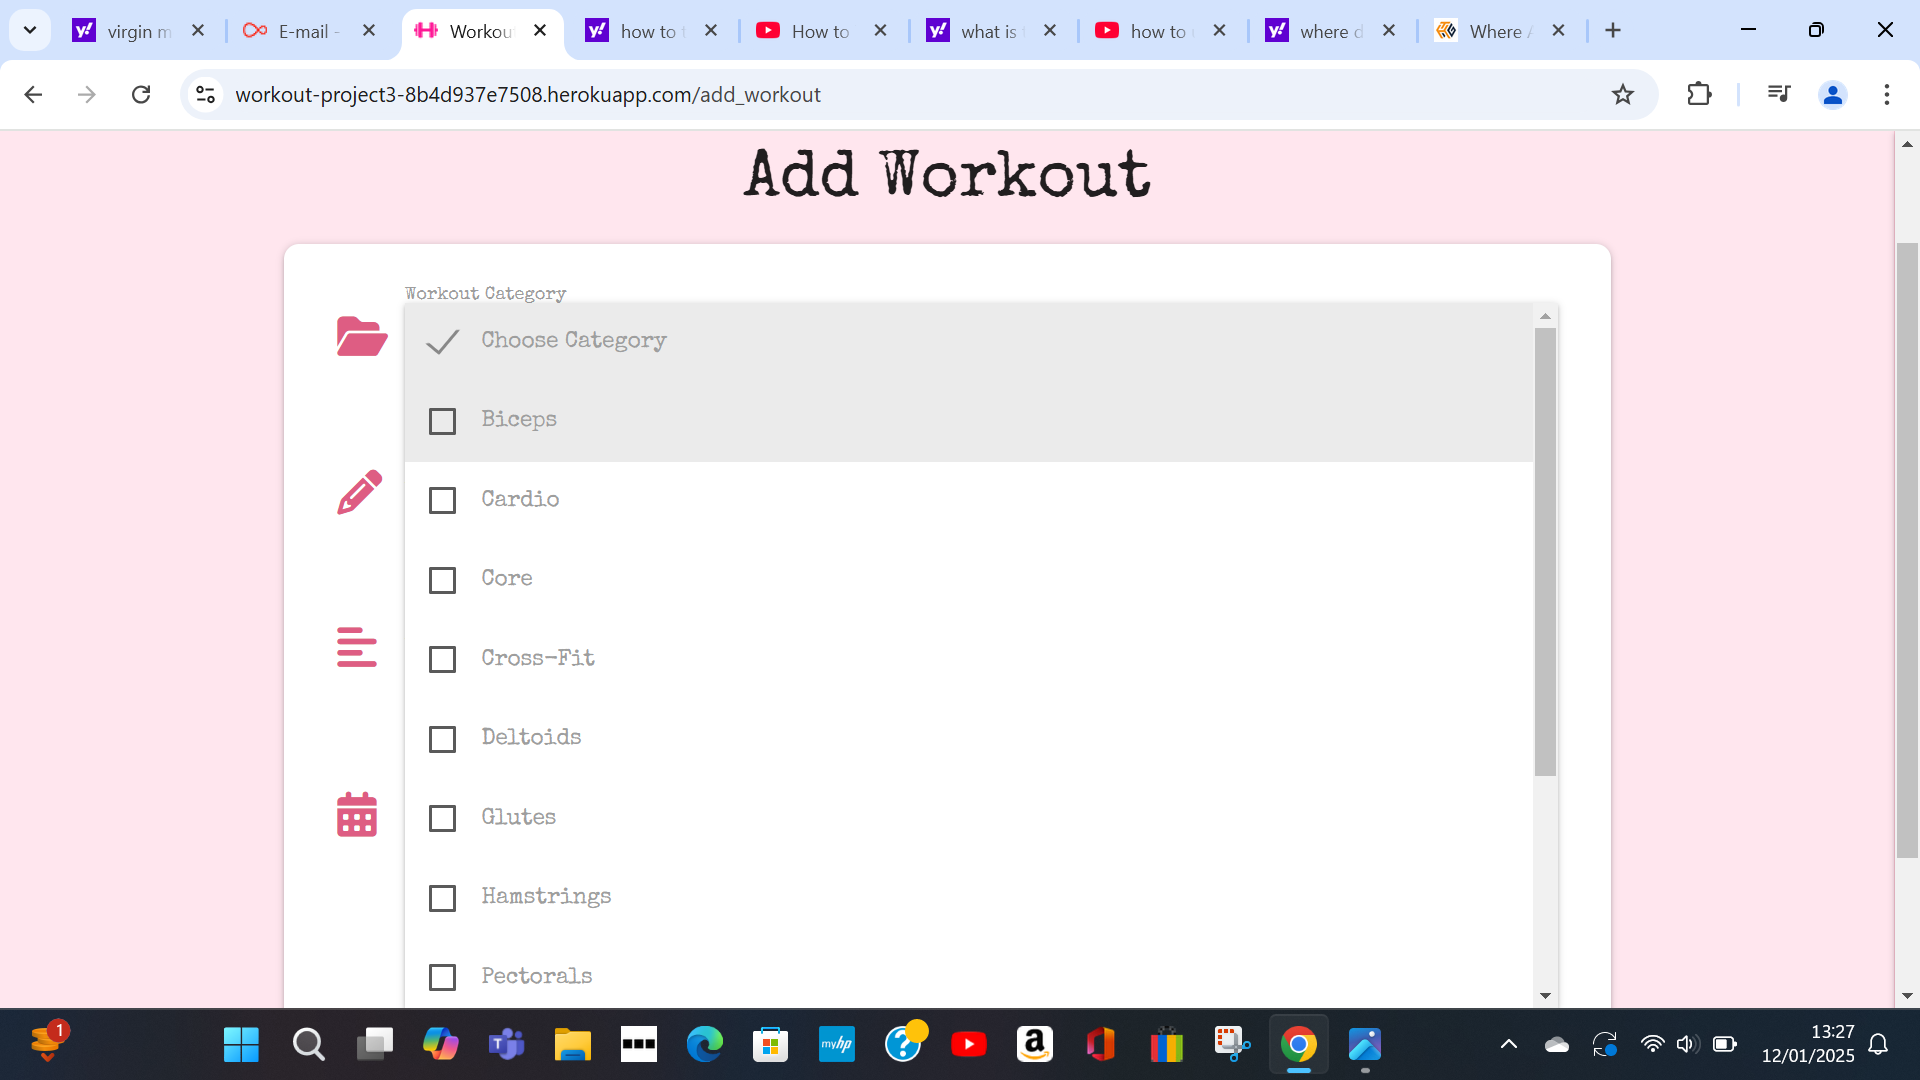 virgin m
E-mail -
Workou
how to f
How to
what is
how to
where d
Where
workout-project3-8b4d937e7508.herokuapp.com/add_workout
Add Workout
Workout Category
Choose Category
Biceps
Cardio
Core
Cross-Fit
Deltoids
Glutes
Hamstrings
Pectorals
1
myhp
13:27
12/01/2025